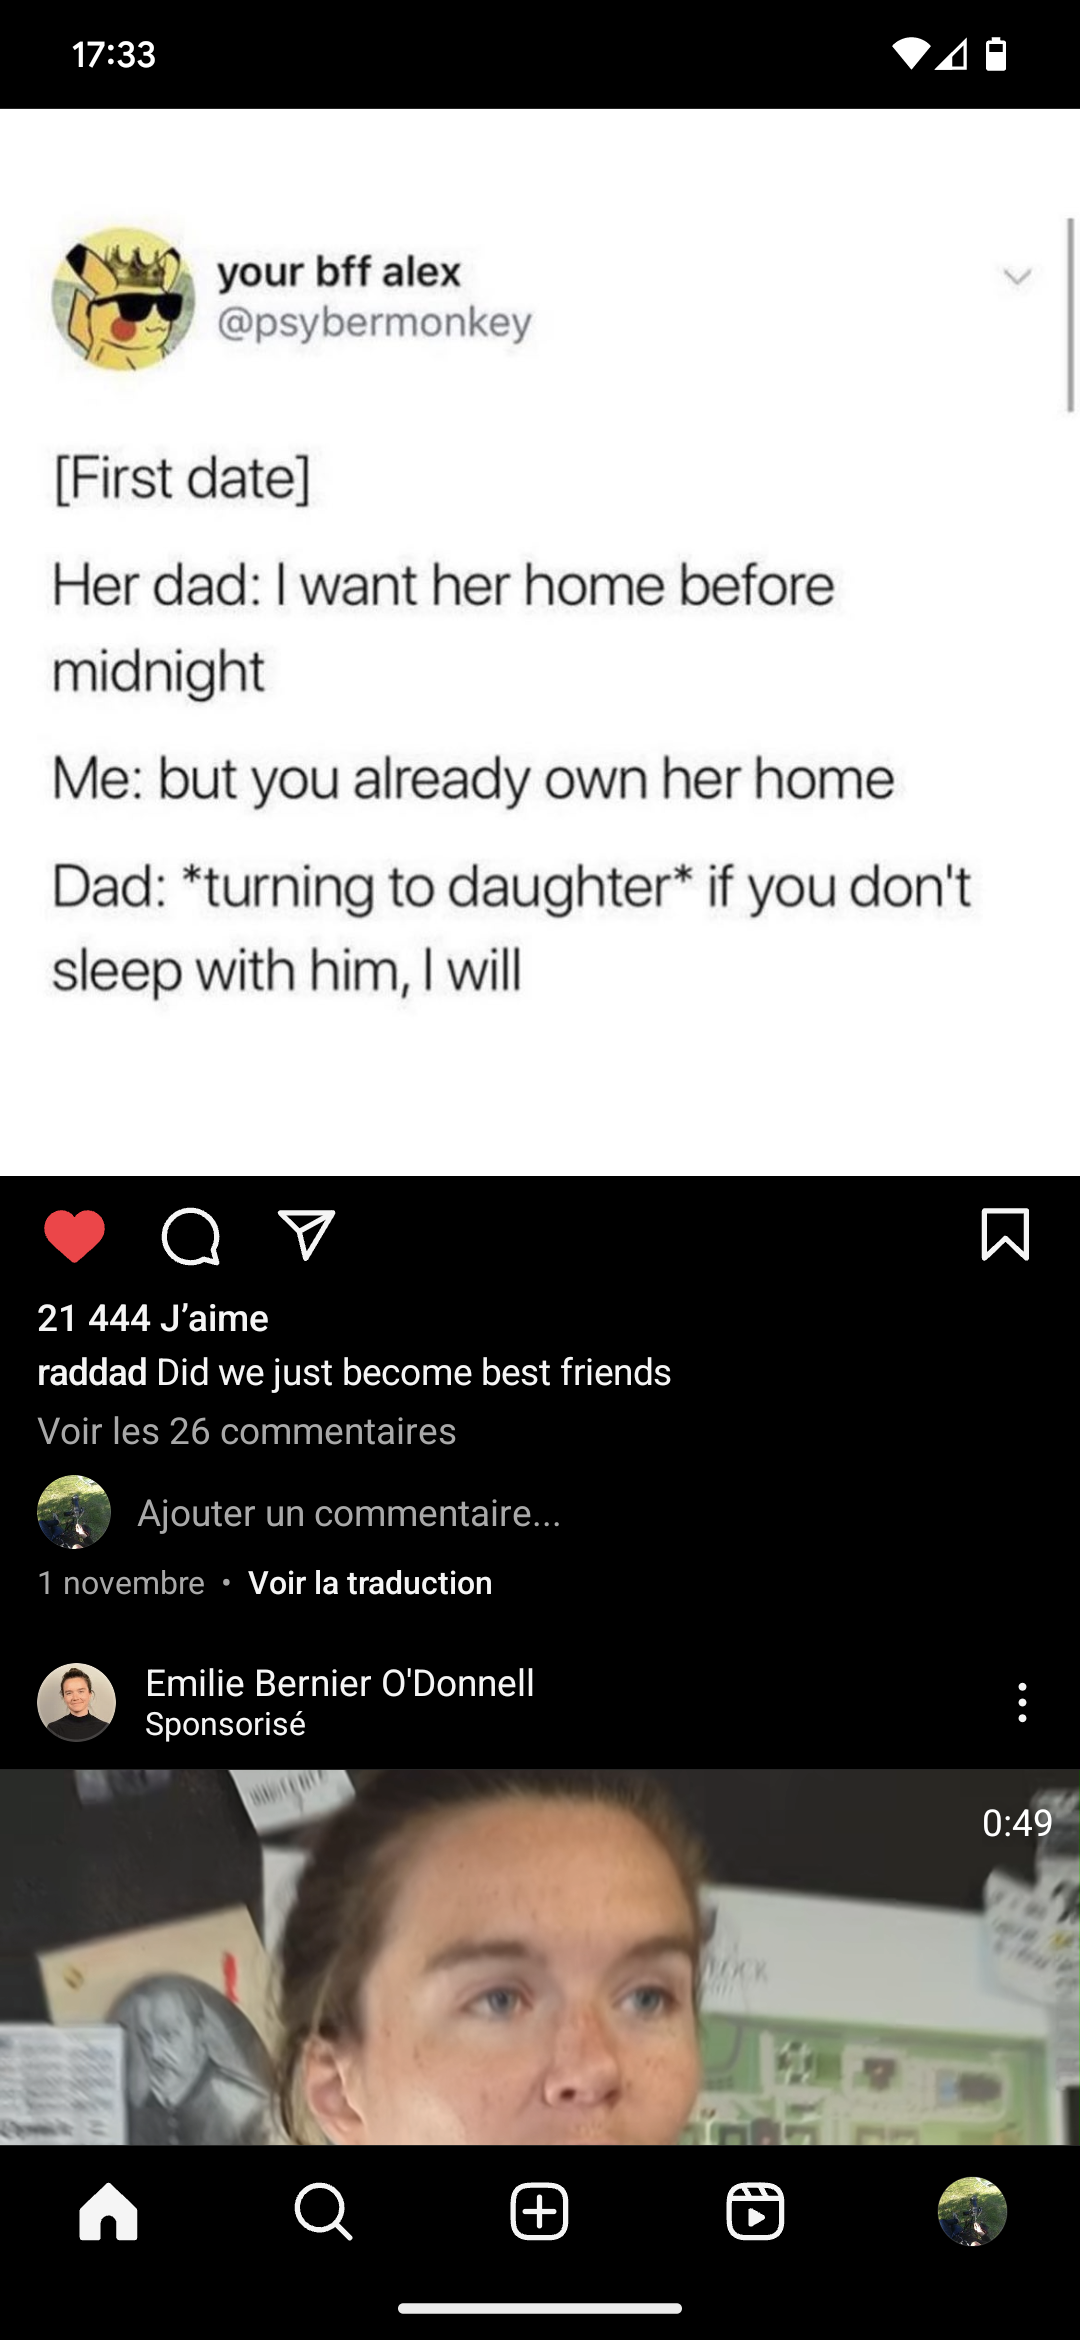 17:33
your bff alex
@psybermonkey
[First date]
Her dad: I want her home before
midnight
Me: but you already own her home
Dad: *turning to daughter* if you don't
sleep with him, I will
21 444 J’aime
raddad Did we just become best friends
Voir les 26 commentaires
Ajouter un commentaire...
1 novembre • Voir la traduction
Emilie Bernier O'Donnell
Sponsorisé
0:49